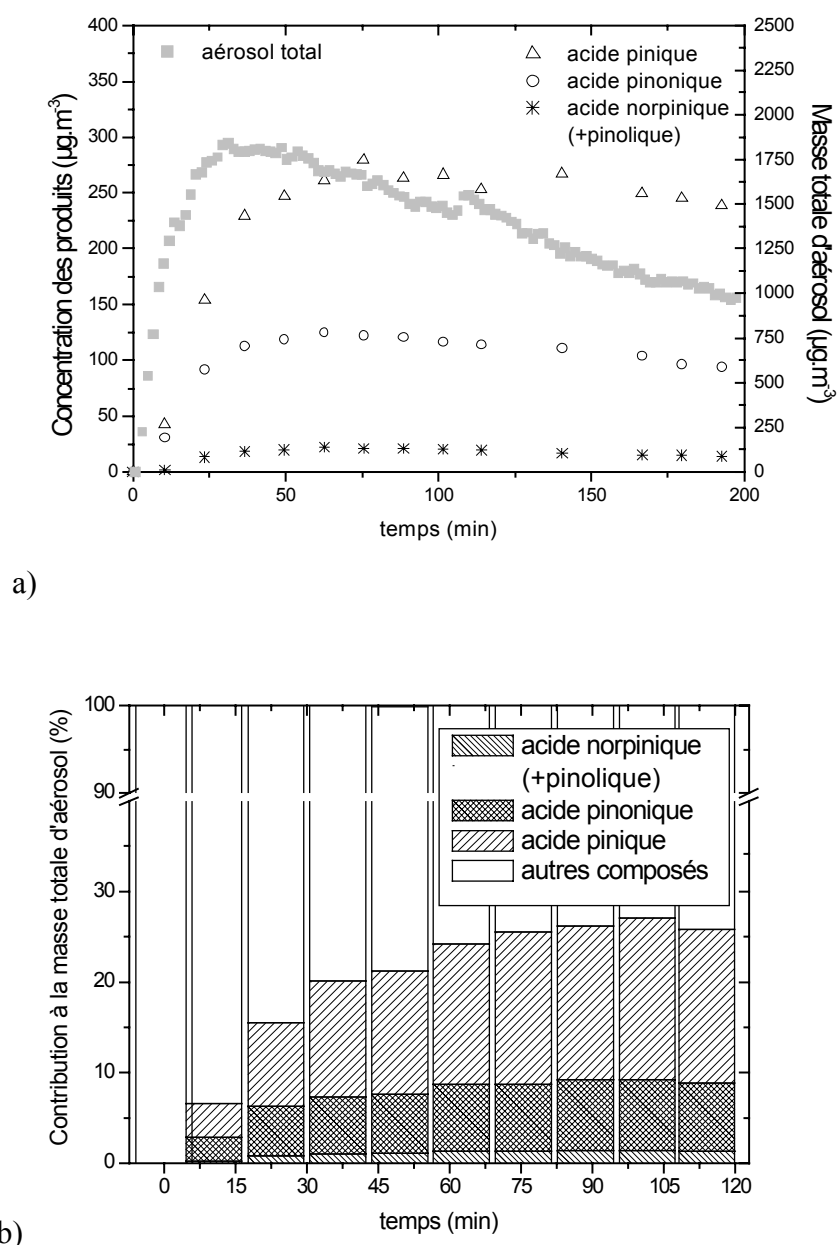 400
350
300
250
200
150
100
50
0
Concentration des produits (µg.m⁻³)
aérosol total
acide pinique
acide pinonique
acide norpinique
(+pinolique)
2500
2250
2000
1750
1500
1250
1000
750
500
250
0
Masse totale d'aérosol (µg.m⁻³)
0 50 100 150 200
temps (min)
a)
100
90
30
20
10
0
Contribution à la masse totale d'aérosol (%)
acide norpinique
(+pinolique)
acide pinonique
acide pinique
autres composés
0 15 30 45 60 75 90 105 120
temps (min)
b)